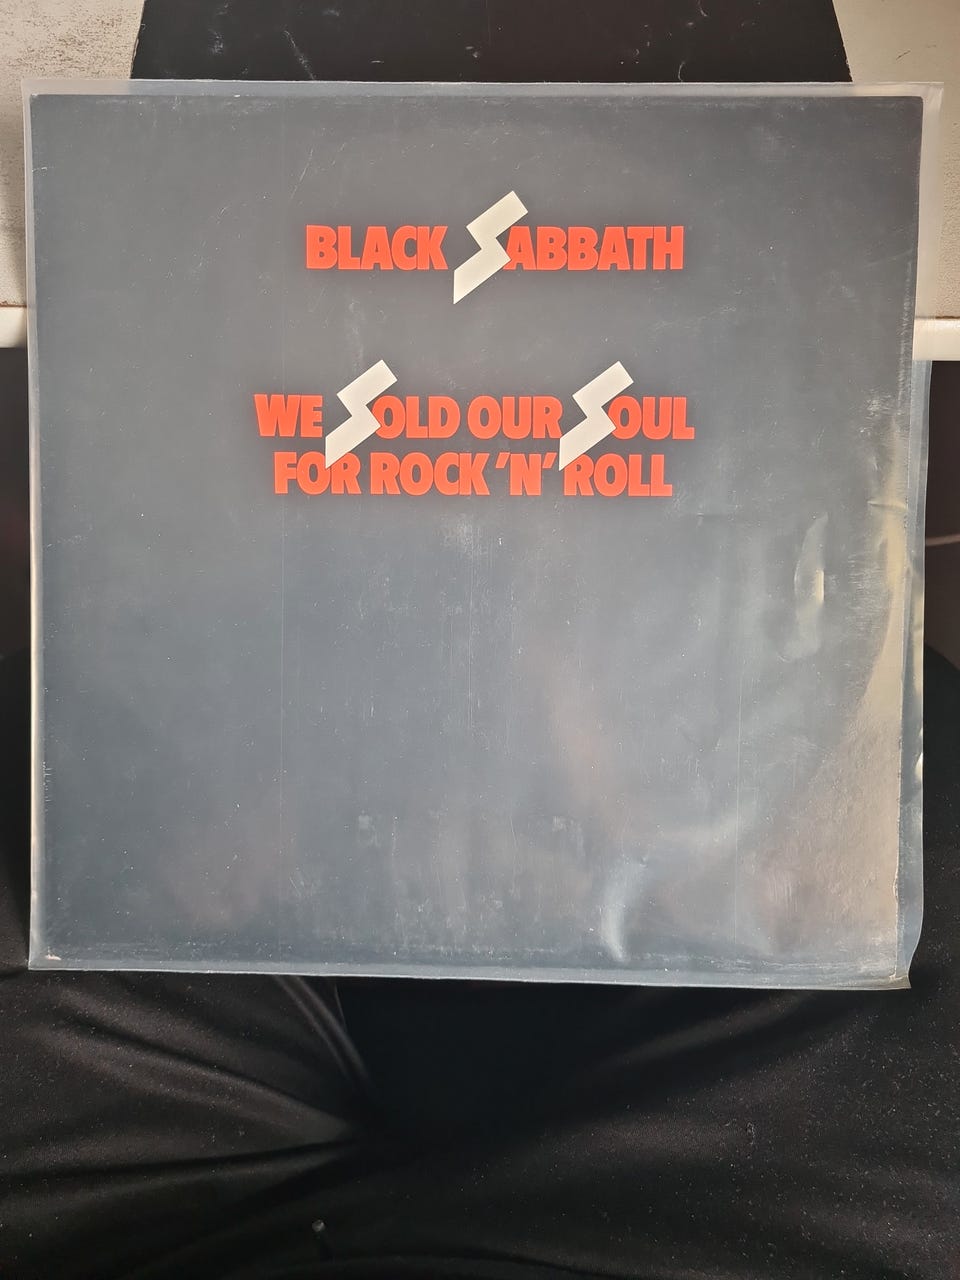 BLACK SABBATH
WE SOLD OUR SOUL
FOR ROCK 'N' ROLL